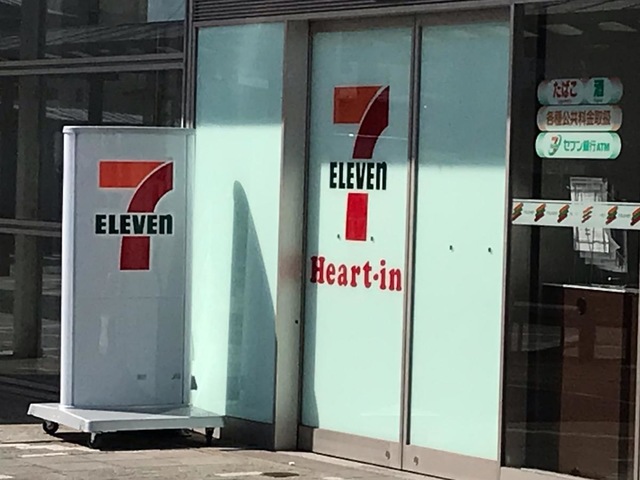 7
ELEVEn
7
ELEVEn
Heart・in
たばこ 酒
各種公共料金取扱
7 セブン銀行ATM